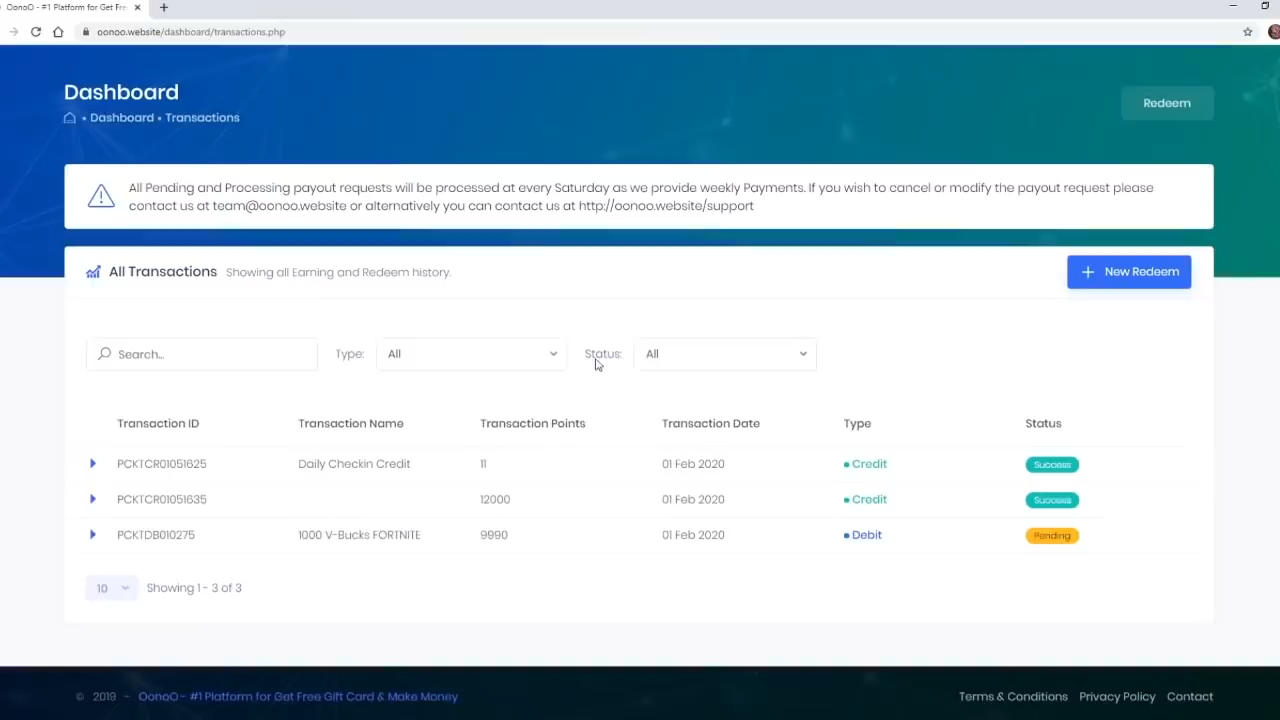 OonoO - #1 Platform for Get Fre
oonoo.website/dashboard/transactions.php
Dashboard
• Dashboard • Transactions
Redeem
All Pending and Processing payout requests will be processed at every Saturday as we provide weekly Payments. If you wish to cancel or modify the payout request please
contact us at team@oonoo.website or alternatively you can contact us at http://oonoo.website/support
All Transactions Showing all Earning and Redeem history.
New Redeem
Search...
Type: All
Status: All
Transaction ID Transaction Name Transaction Points Transaction Date Type Status
PCKTCR01051625 Daily Checkin Credit 11 01 Feb 2020 Credit Success
PCKTCR01051635 12000 01 Feb 2020 Credit Success
PCKTDB010275 1000 V-Bucks FORTNITE 9990 01 Feb 2020 Debit Pending
10 Showing 1 - 3 of 3
© 2019 - OonoO - #1 Platform for Get Free Gift Card & Make Money
Terms & Conditions Privacy Policy Contact